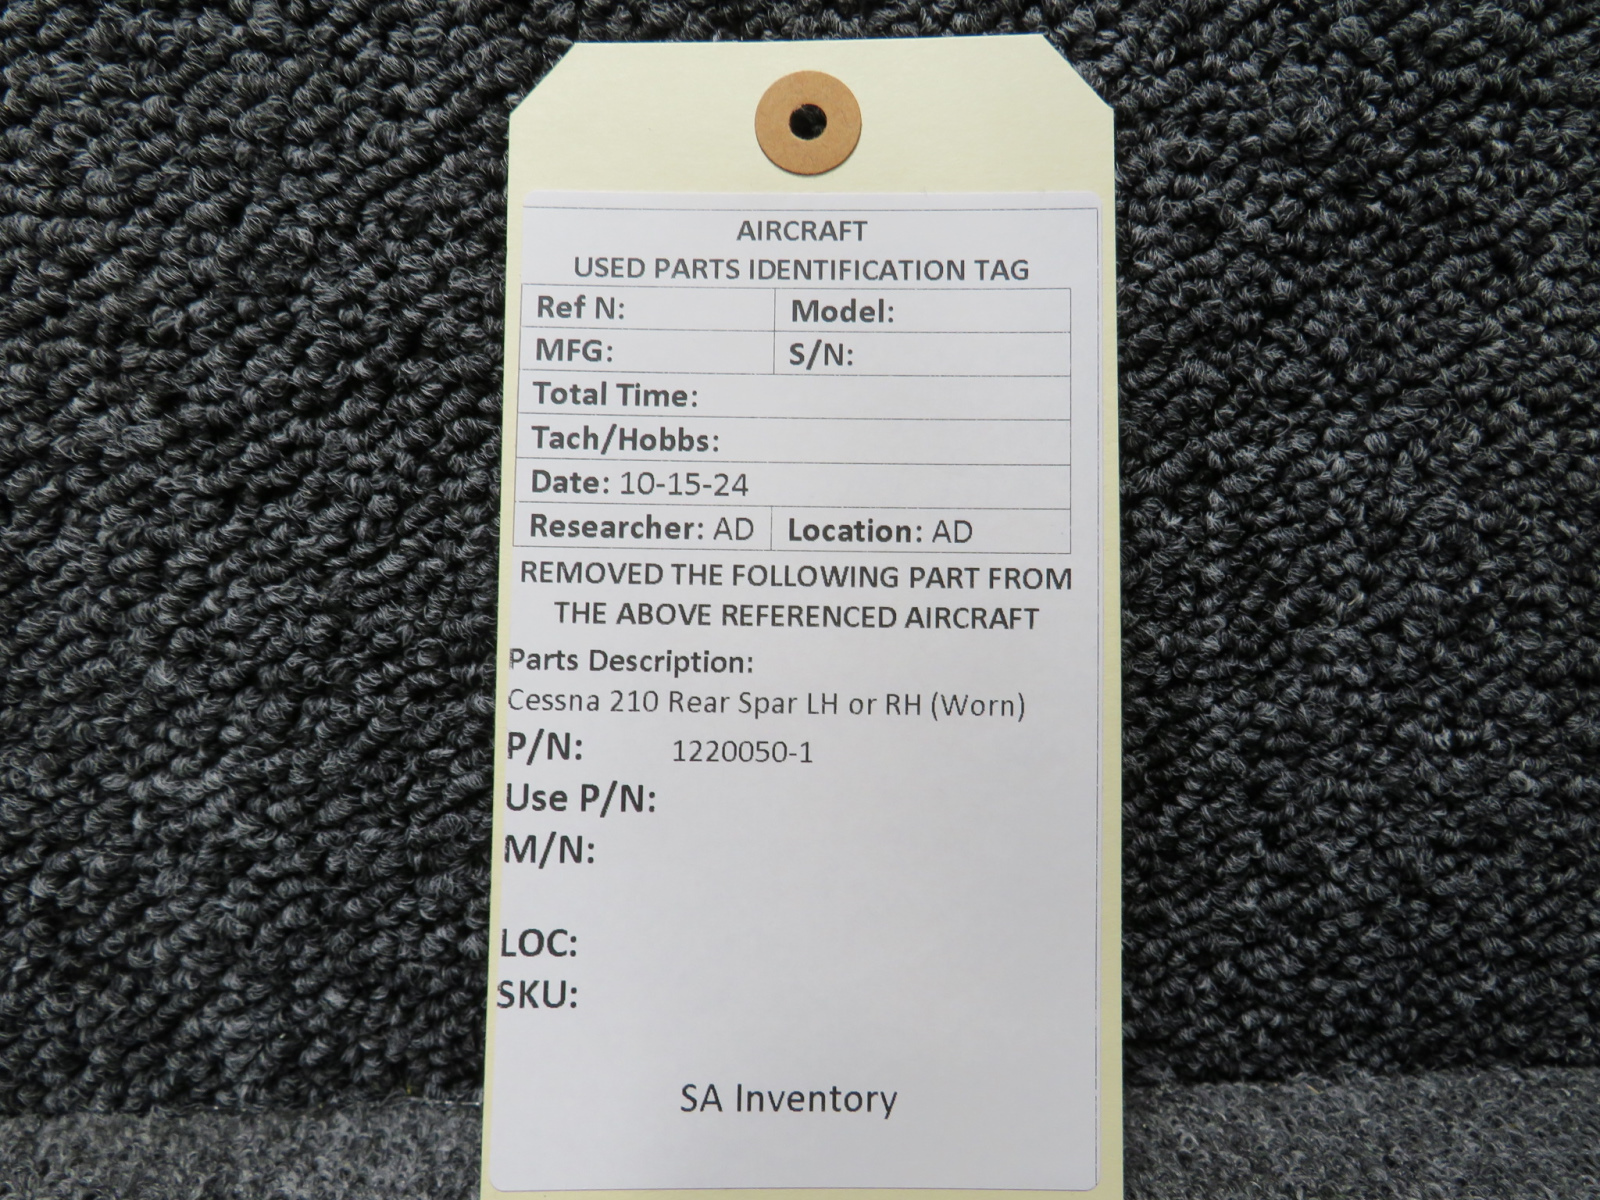 AIRCRAFT
USED PARTS IDENTIFICATION TAG
Ref N: Model:
MFG: S/N:
Total Time:
Tach/Hobbs:
Date: 10-15-24
Researcher: AD Location: AD
REMOVED THE FOLLOWING PART FROM
THE ABOVE REFERENCED AIRCRAFT
Parts Description:
Cessna 210 Rear Spar LH or RH (Worn)
P/N: 1220050-1
Use P/N:
M/N:
LOC:
SKU:
SA Inventory